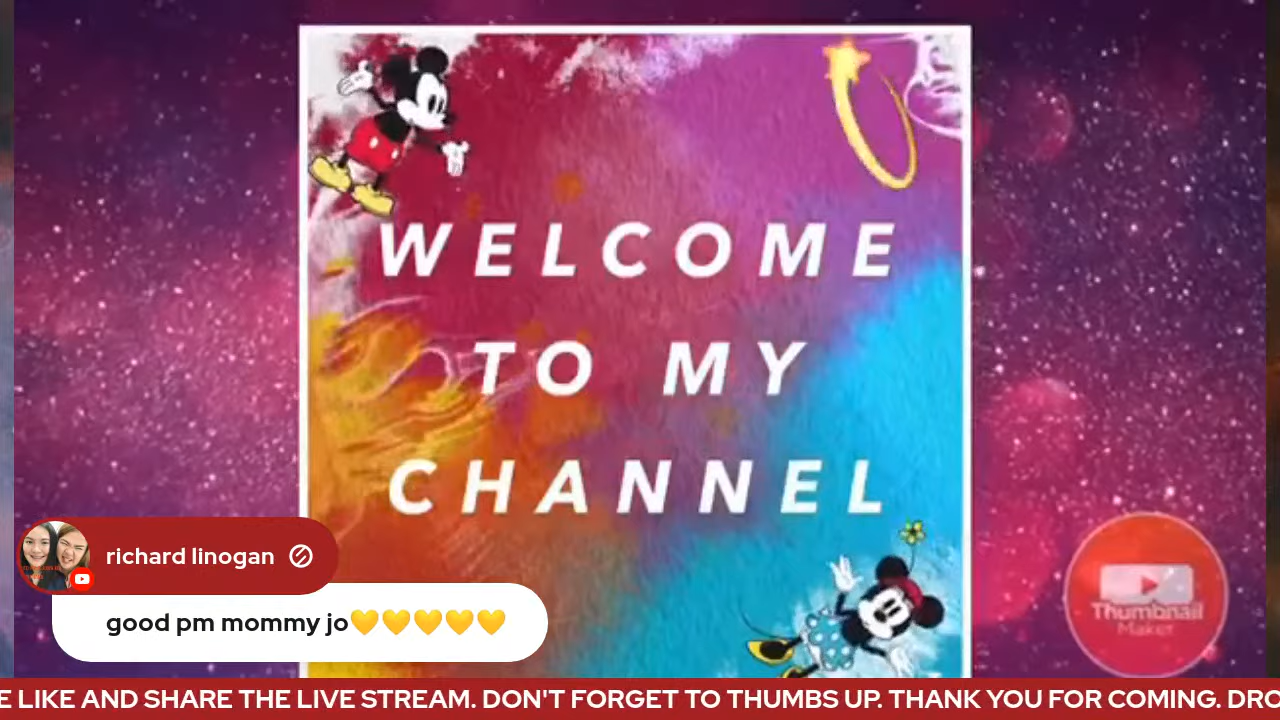 WELCOME
TO MY
CHANNEL
richard linogan
good pm mommy jo💛💛💛💛💛
Thumbnail
Maker
E LIKE AND SHARE THE LIVE STREAM. DON'T FORGET TO THUMBS UP. THANK YOU FOR COMING. DRO